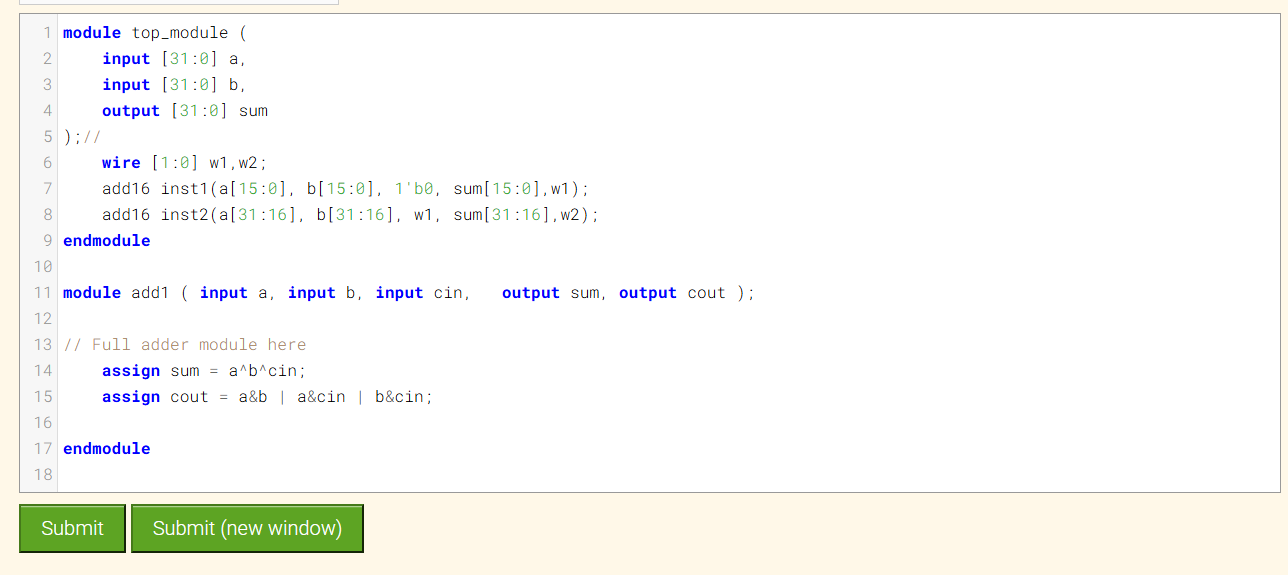 1 module top_module (
2     input [31:0] a,
3     input [31:0] b,
4     output [31:0] sum
5 );//
6     wire [1:0] w1,w2;
7     add16 inst1(a[15:0], b[15:0], 1'b0, sum[15:0],w1);
8     add16 inst2(a[31:16], b[31:16], w1, sum[31:16],w2);
9 endmodule
10
11 module add1 ( input a, input b, input cin,   output sum, output cout );
12
13 // Full adder module here
14     assign sum = a^b^cin;
15     assign cout = a&b | a&cin | b&cin;
16
17 endmodule
18
Submit Submit (new window)